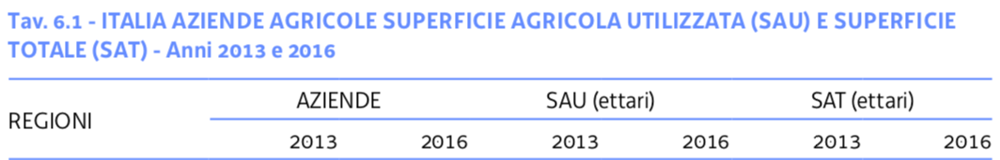 Tav. 6.1 - ITALIA AZIENDE AGRICOLE SUPERFICIE AGRICOLA UTILIZZATA (SAU) E SUPERFICIE
TOTALE (SAT) - Anni 2013 e 2016
REGIONI AZIENDE SAU (ettari) SAT (ettari)
2013 2016 2013 2016 2013 2016